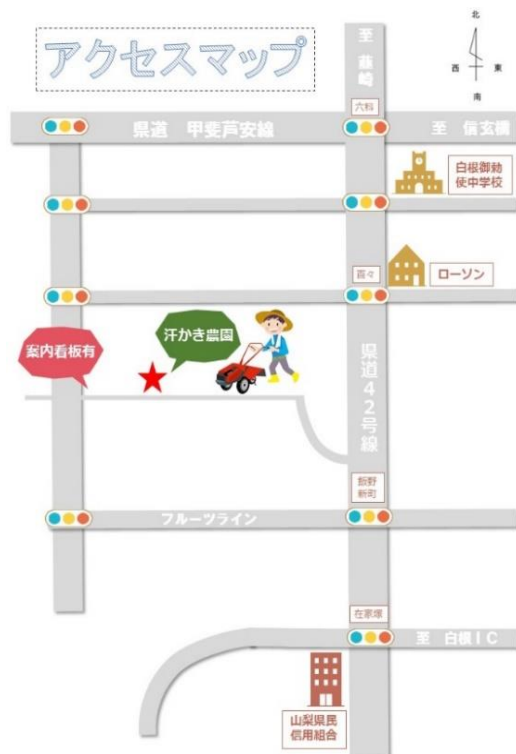 アクセスマップ
至 韮崎
北
西 東
南
六科
県道 甲斐芦安線
至 信玄橋
白根御勅
使中学校
百々
ローソン
案内看板有
汗かき農園
県道42号線
飯野
新町
フルーツライン
在家塚
至 白根IC
山梨県民
信用組合